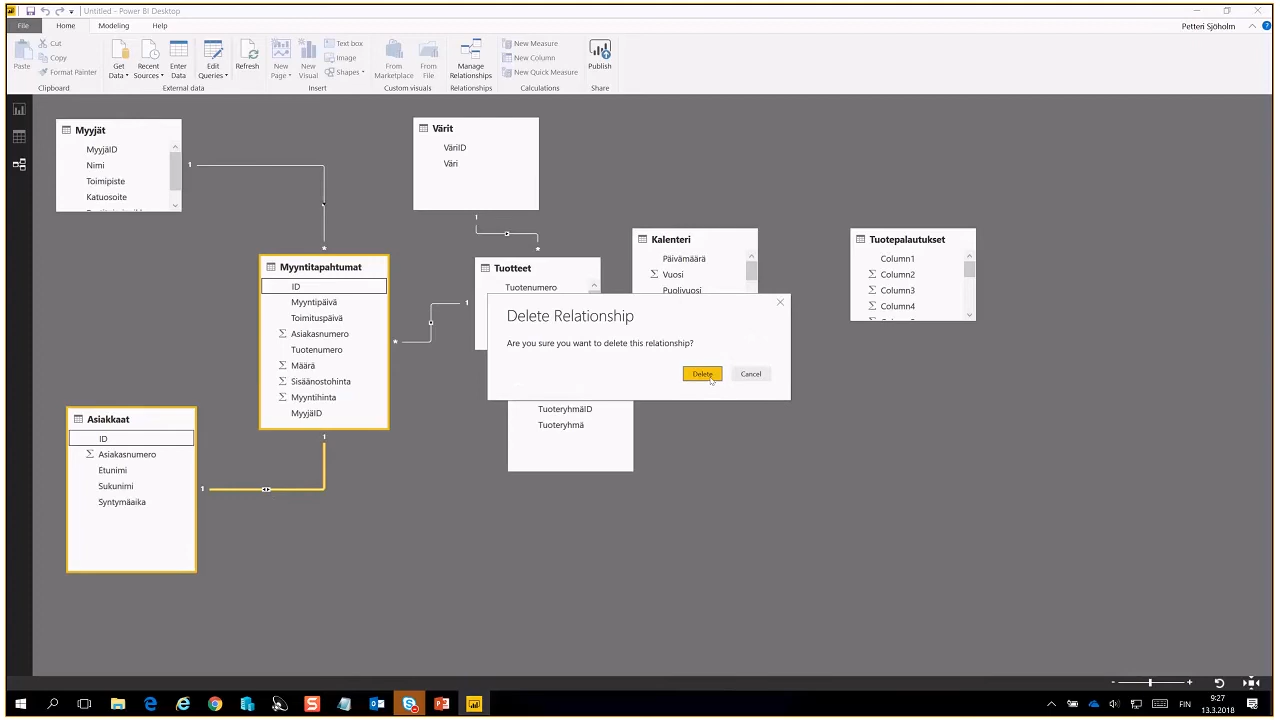 Untitled - Power BI Desktop
File
Home
Modeling
Help
Petteri Sjöholm
Paste
Cut
Copy
Format Painter
Clipboard
Get Data
Recent Sources
Enter Data
Edit Queries
Refresh
External data
New Page
New Visual
Text box
Image
Shapes
Insert
From Marketplace
From File
Custom visuals
Manage Relationships
Relationships
New Measure
New Column
New Quick Measure
Calculations
Publish
Share
Myyjät
MyyjäID
Nimi
Toimipiste
Katuosoite
1
*
Värit
VäriID
Väri
1
*
Kalenteri
Päivämäärä
Σ Vuosi
Puolivuosi
Tuotepalautukset
Column1
Σ Column2
Σ Column3
Σ Column4
Myyntitapahtumat
ID
Myyntipäivä
Toimituspäivä
Σ Asiakasnumero
Tuotenumero
Σ Määrä
Σ Sisäänostohinta
Σ Myyntihinta
MyyjäID
1
*
1
Tuotteet
Tuotenumero
Delete Relationship
Are you sure you want to delete this relationship?
Delete
Cancel
TuoteryhmäID
Tuoteryhmä
Asiakkaat
ID
Σ Asiakasnumero
Etunimi
Sukunimi
Syntymäaika
1
- +
FIN
9:27
13.3.2018